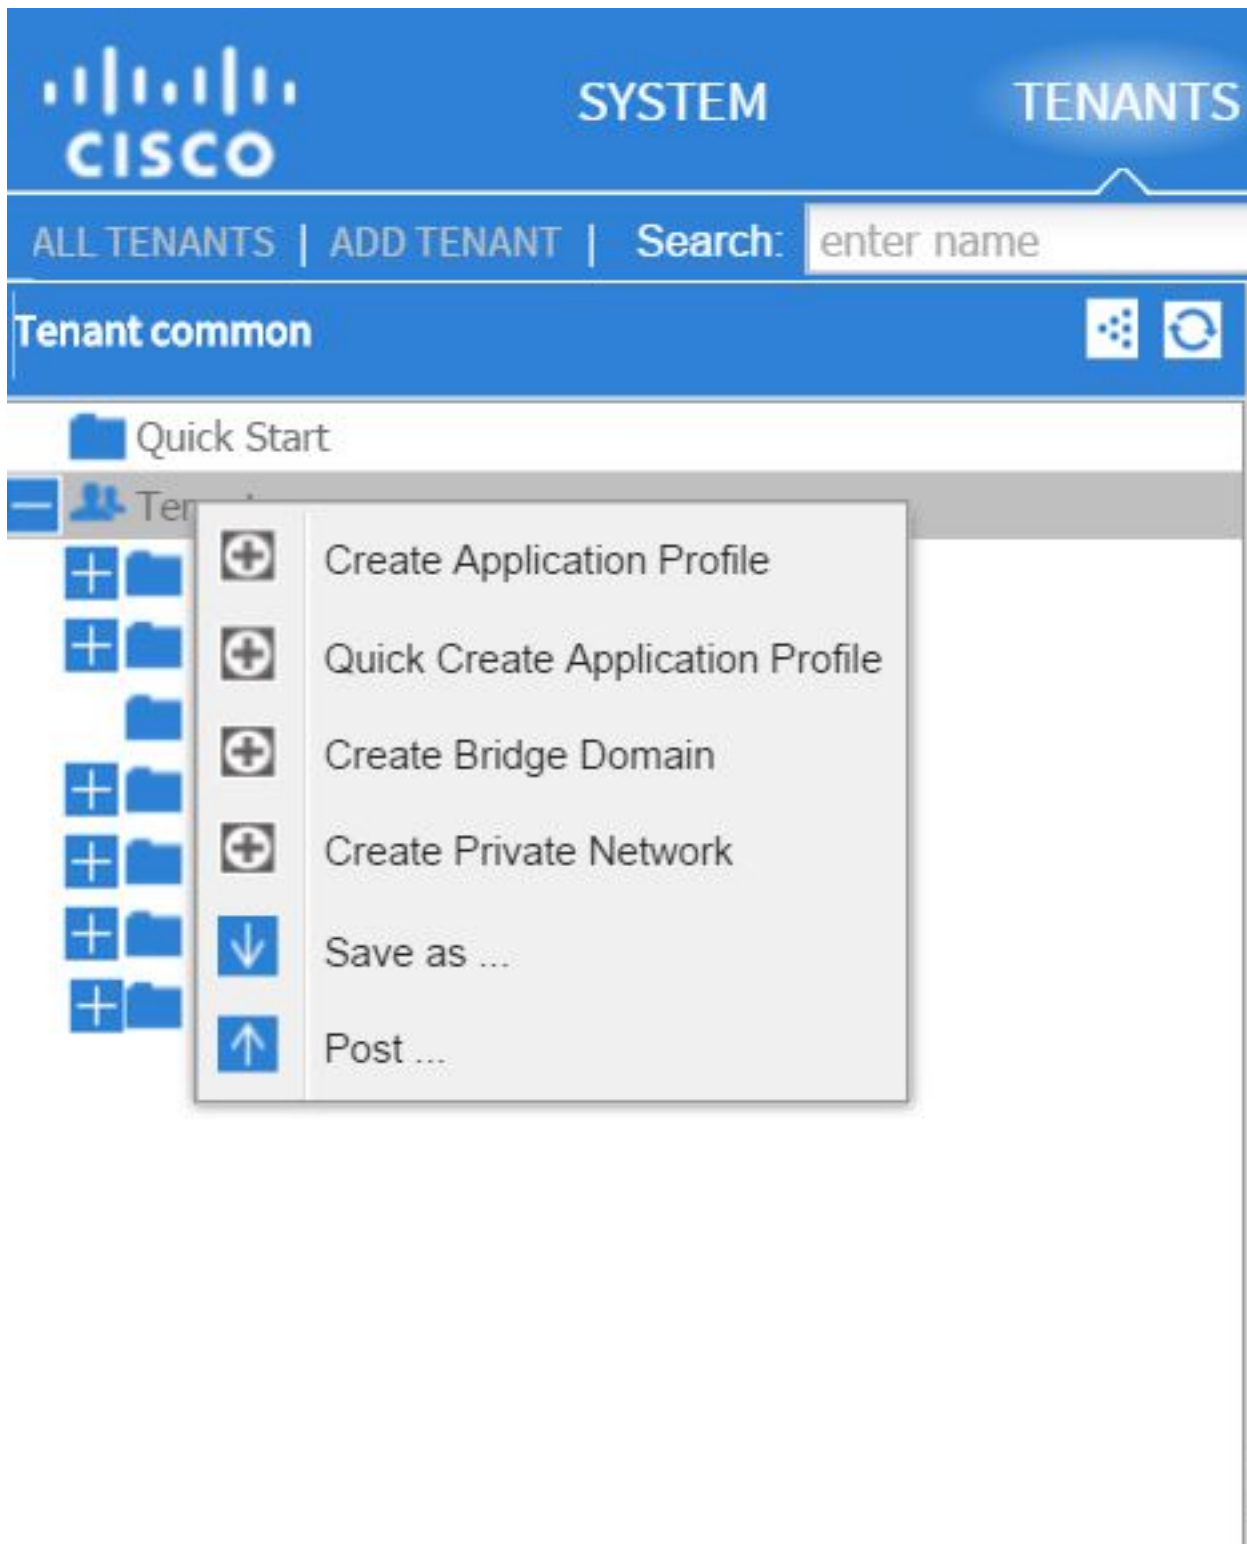 CISCO
SYSTEM TENANTS
ALL TENANTS | ADD TENANT | Search: enter name
Tenant common
Quick Start
Create Application Profile
Quick Create Application Profile
Create Bridge Domain
Create Private Network
Save as ...
Post ...